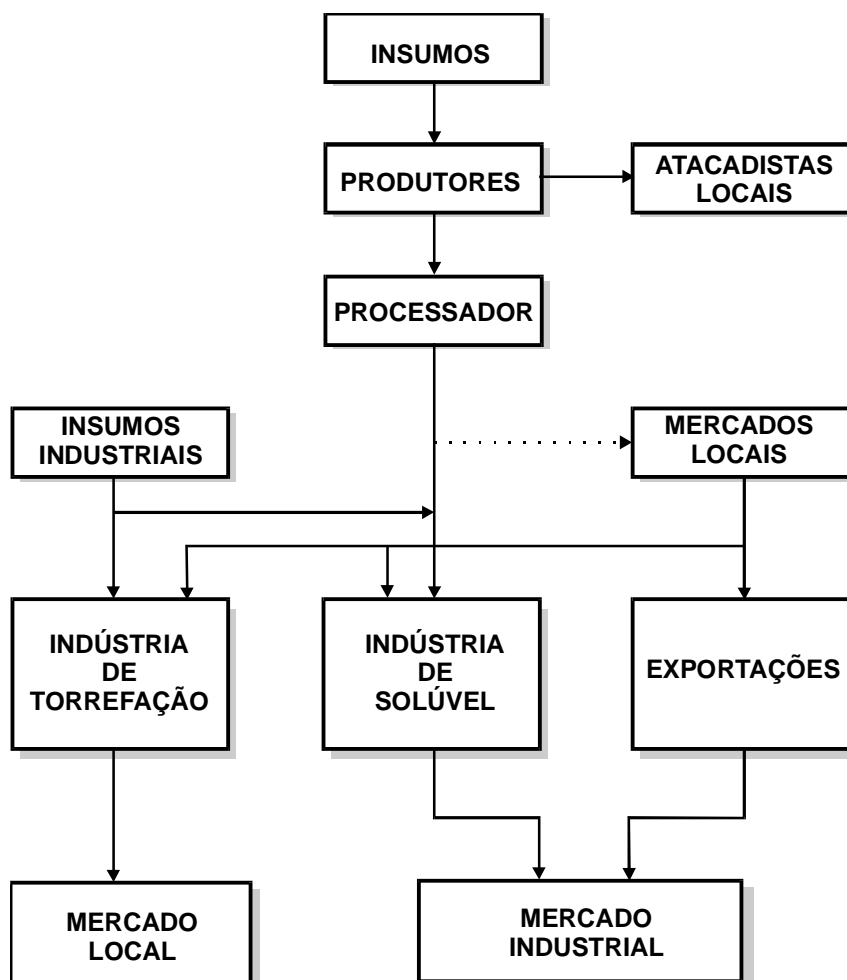 INSUMOS
PRODUTORES
ATACADISTAS
LOCAIS
PROCESSADOR
INSUMOS
INDUSTRIAIS
MERCADOS
LOCAIS
INDÚSTRIA
DE
TORREFAÇÃO
INDÚSTRIA
DE
SOLÚVEL
EXPORTAÇÕES
MERCADO
LOCAL
MERCADO
INDUSTRIAL